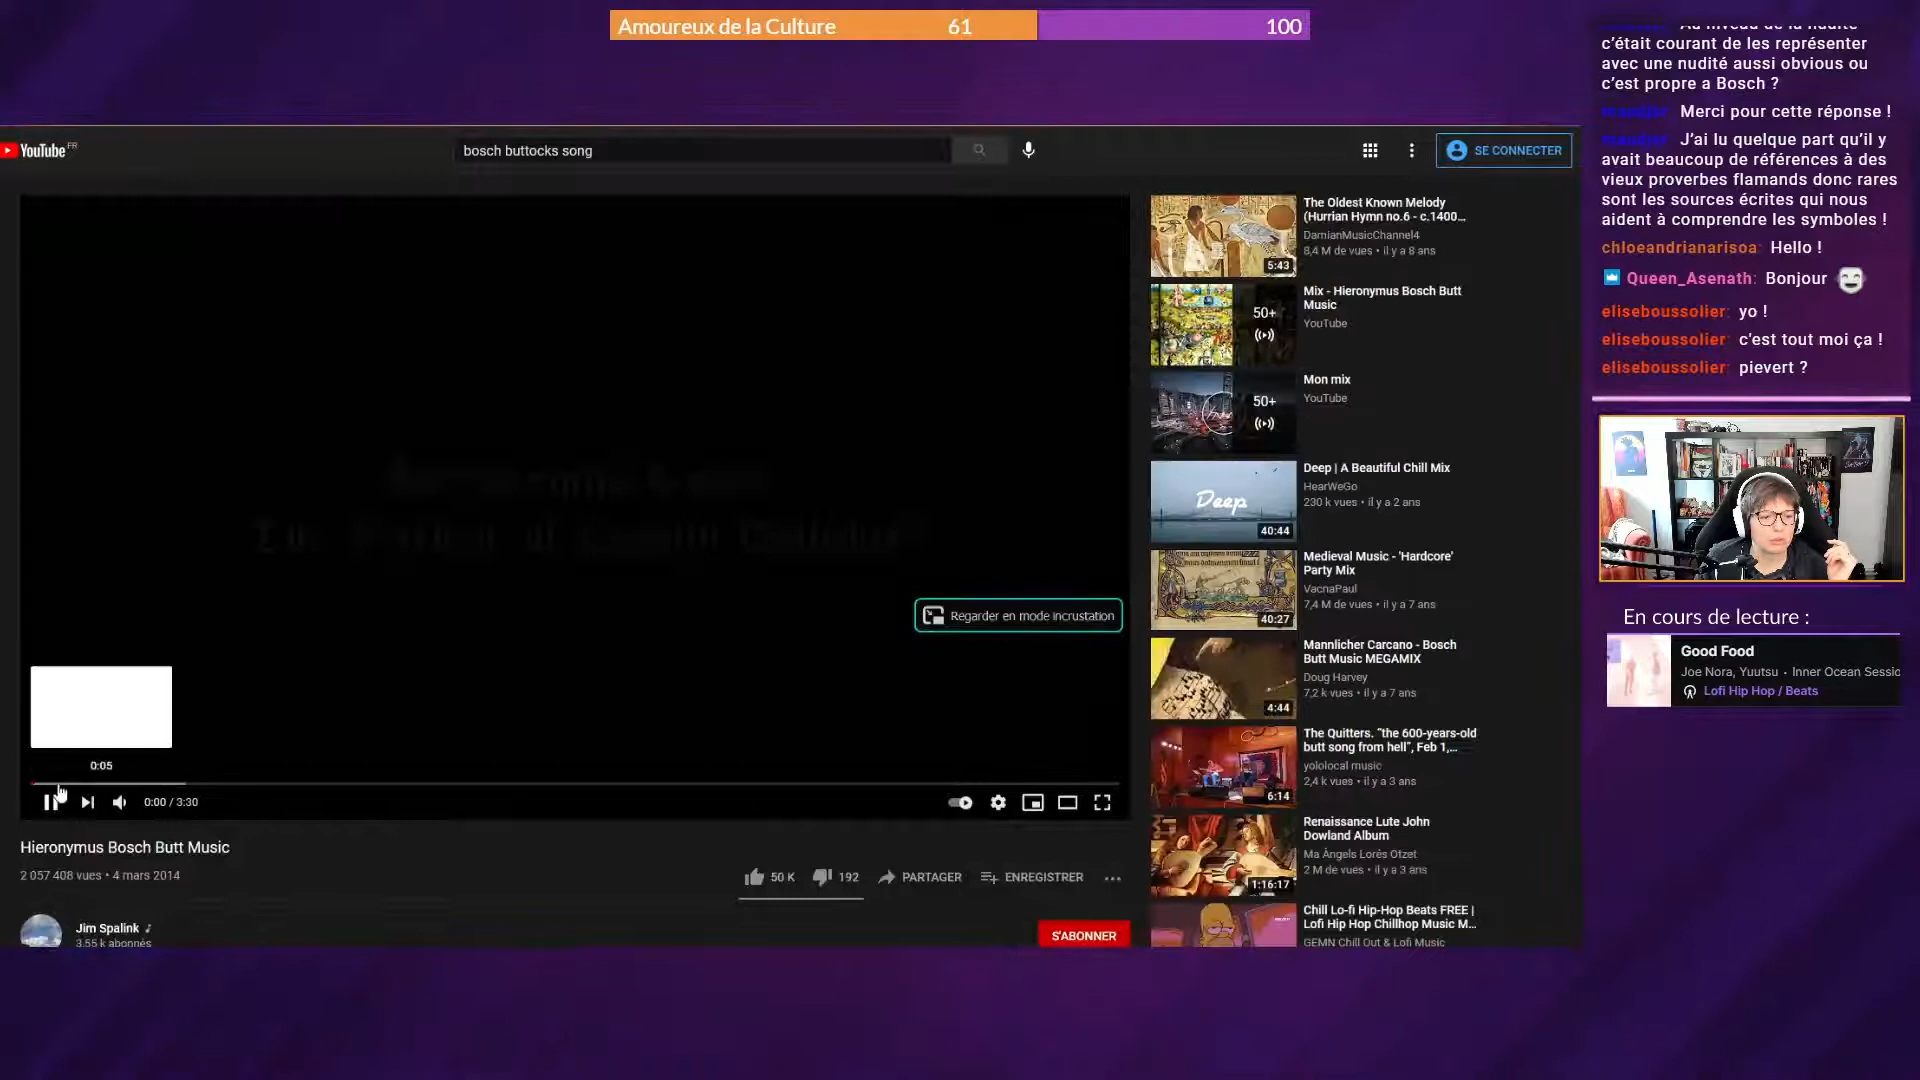 Amoureux de la Culture 61 100
YouTube FR
bosch buttocks song
SE CONNECTER
Regarder en mode incrustation
0:05
0:00 / 3:30
Hieronymus Bosch Butt Music
2 057 408 vues • 4 mars 2014
50 K 192 PARTAGER ENREGISTRER
Jim Spalink
3.55 k abonnés
S'ABONNER
The Oldest Known Melody
(Hurrian Hymn no.6 - c.1400...
DamianMusicChannel4
8,4 M de vues • il y a 8 ans
5:43
Mix - Hieronymus Bosch Butt
Music
YouTube
50+
Mon mix
YouTube
50+
Deep | A Beautiful Chill Mix
HearWeGo
230 k vues • il y a 2 ans
Deep
40:44
Medieval Music - 'Hardcore'
Party Mix
VacnaPaul
7,4 M de vues • il y a 7 ans
40:27
Mannlicher Carcano - Bosch
Butt Music MEGAMIX
Doug Harvey
7,2 k vues • il y a 7 ans
4:44
The Quitters. "the 600-years-old
butt song from hell", Feb 1,...
yololocal music
2,4 k vues • il y a 3 ans
6:14
Renaissance Lute John
Dowland Album
Ma Àngels Lorés Otzet
2 M de vues • il y a 3 ans
1:16:17
Chill Lo-fi Hip-Hop Beats FREE |
Lofi Hip Hop Chillhop Music M...
GEMN Chill Out & Lofi Music
Au niveau de la nudité
c'était courant de les représenter
avec une nudité aussi obvious ou
c'est propre a Bosch ?
Merci pour cette réponse !
J'ai lu quelque part qu'il y
avait beaucoup de références à des
vieux proverbes flamands donc rares
sont les sources écrites qui nous
aident à comprendre les symboles !
chloeandrianarisoa: Hello !
Queen_Asenath: Bonjour
eliseboussolier: yo !
eliseboussolier: c'est tout moi ça !
eliseboussolier: pievert ?
En cours de lecture :
Good Food
Joe Nora, Yuutsu • Inner Ocean Sessio
Lofi Hip Hop / Beats